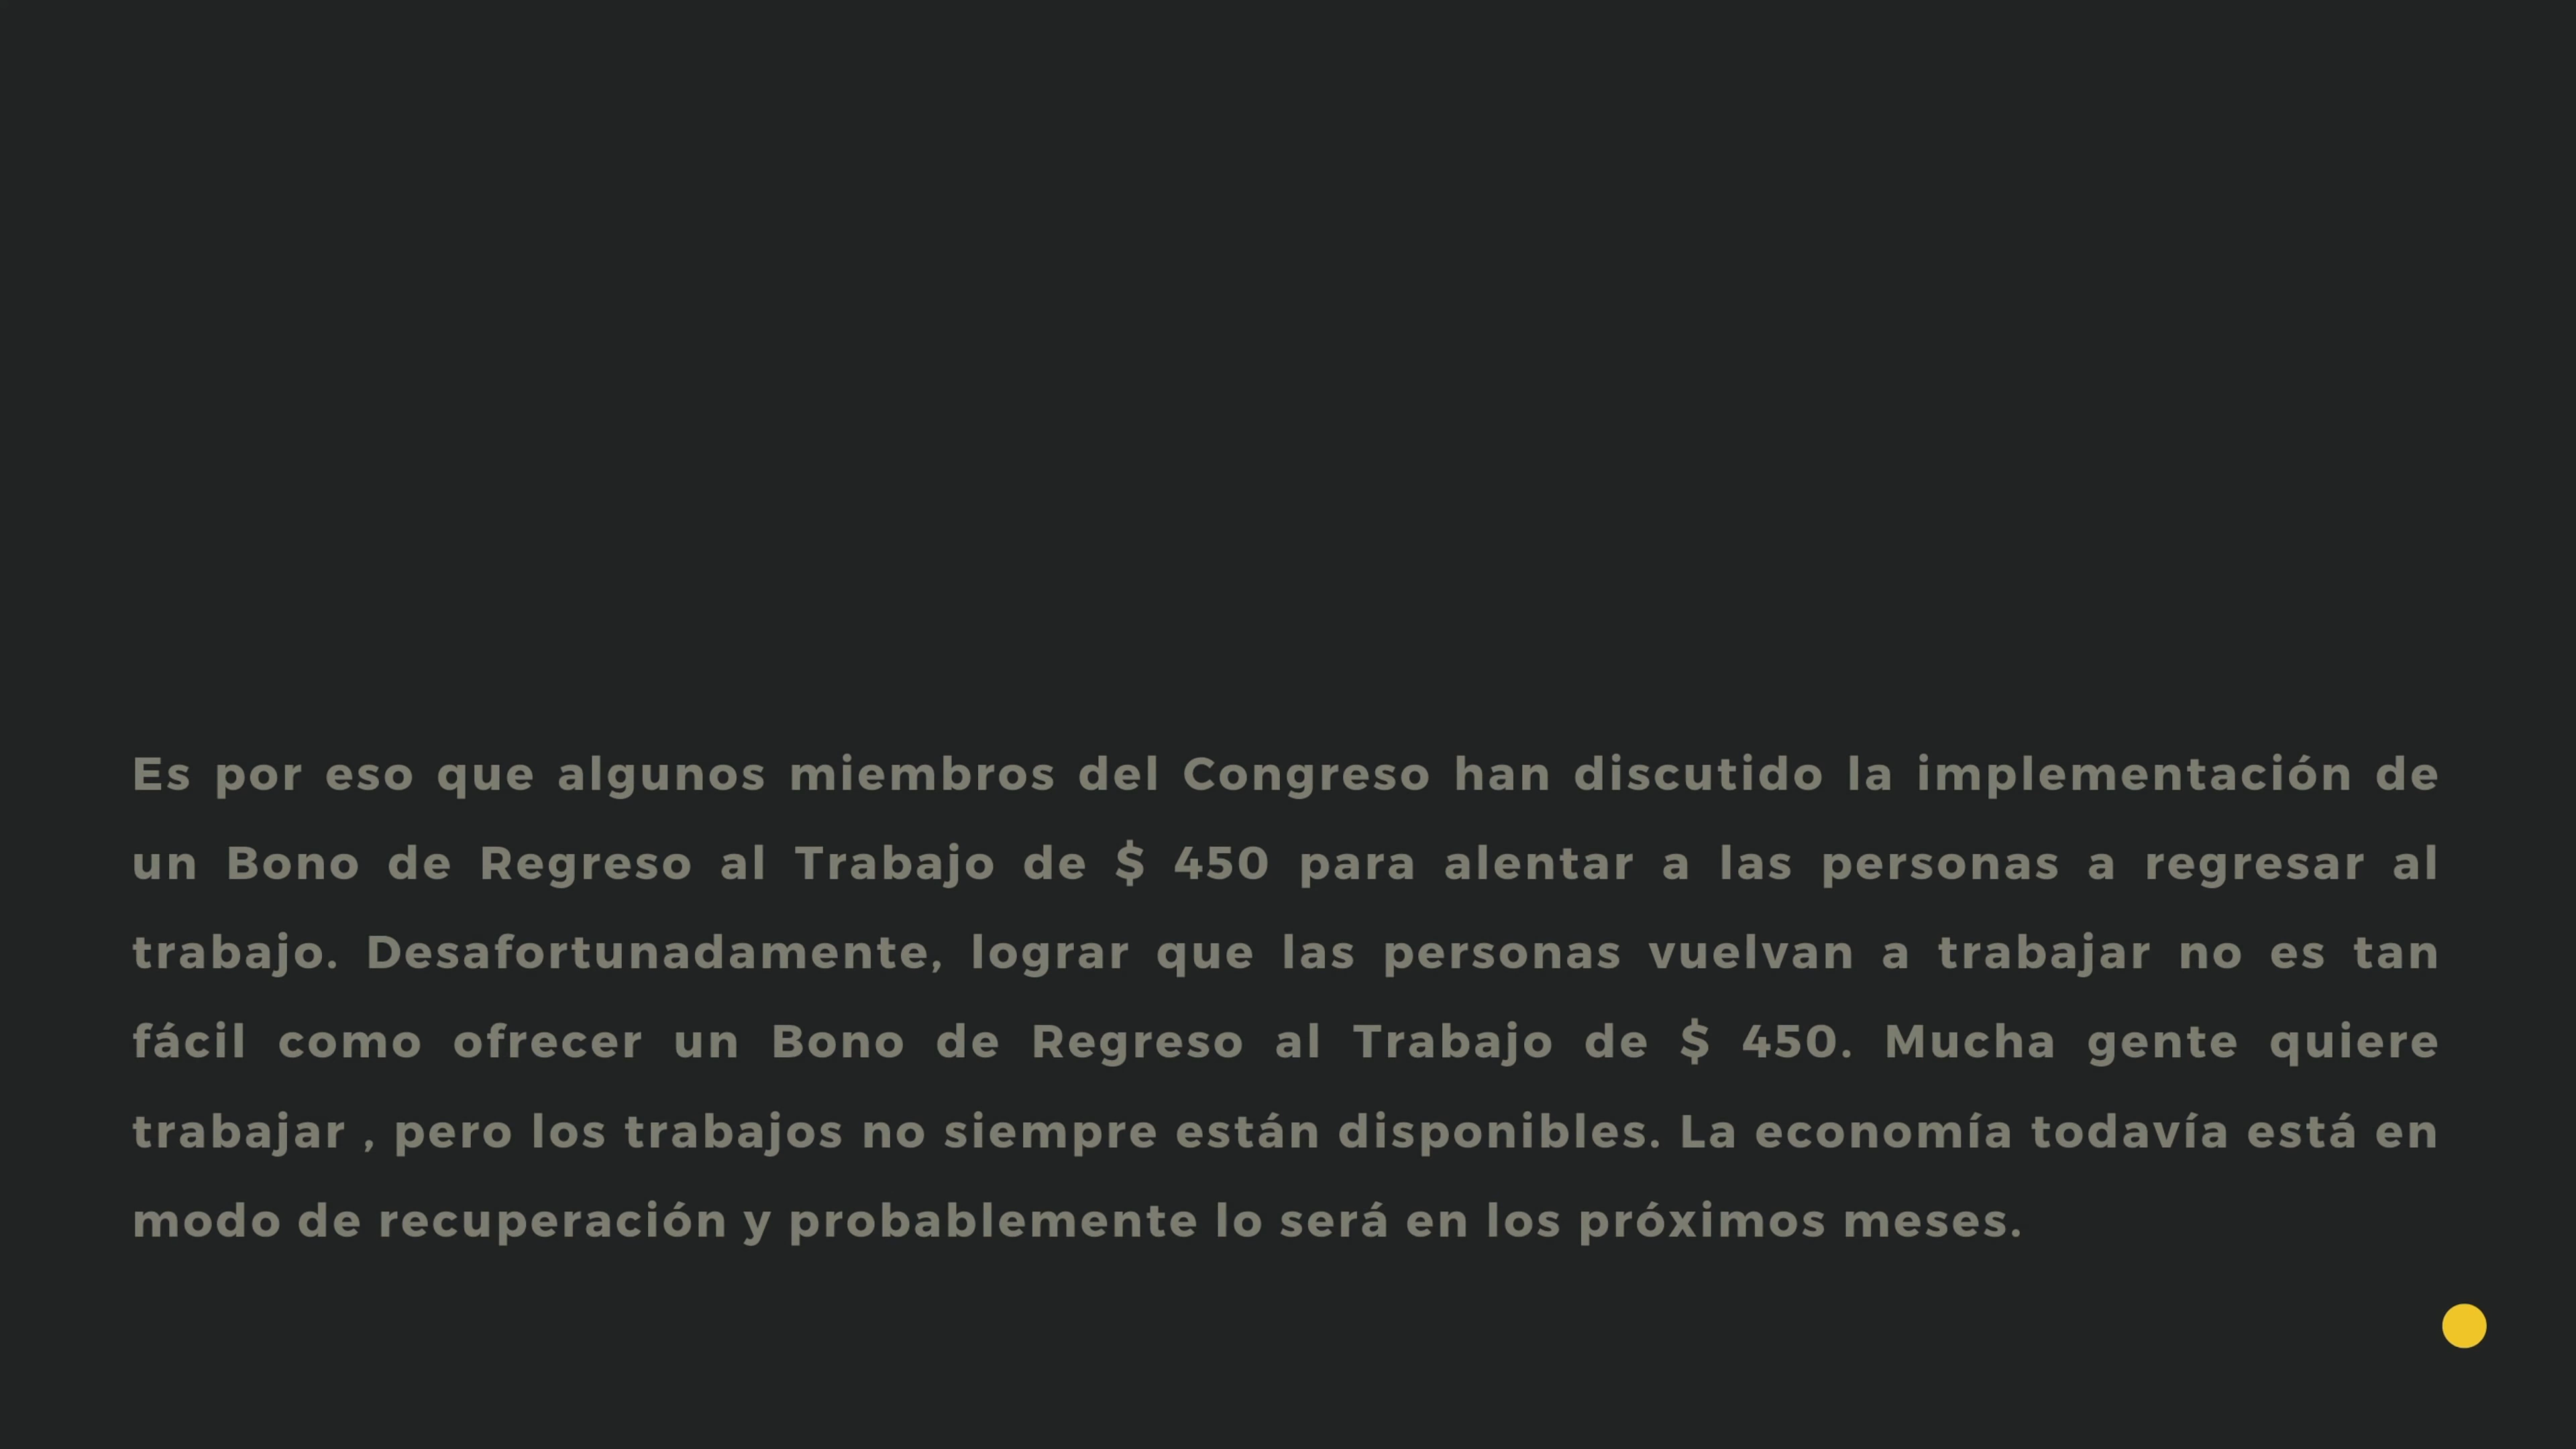 Es por eso que algunos miembros del Congreso han discutido la implementación de
un Bono de Regreso al Trabajo de $ 450 para alentar a las personas a regresar al
trabajo. Desafortunadamente, lograr que las personas vuelvan a trabajar no es tan
fácil como ofrecer un Bono de Regreso al Trabajo de $ 450. Mucha gente quiere
trabajar , pero los trabajos no siempre están disponibles. La economía todavía está en
modo de recuperación y probablemente lo será en los próximos meses.